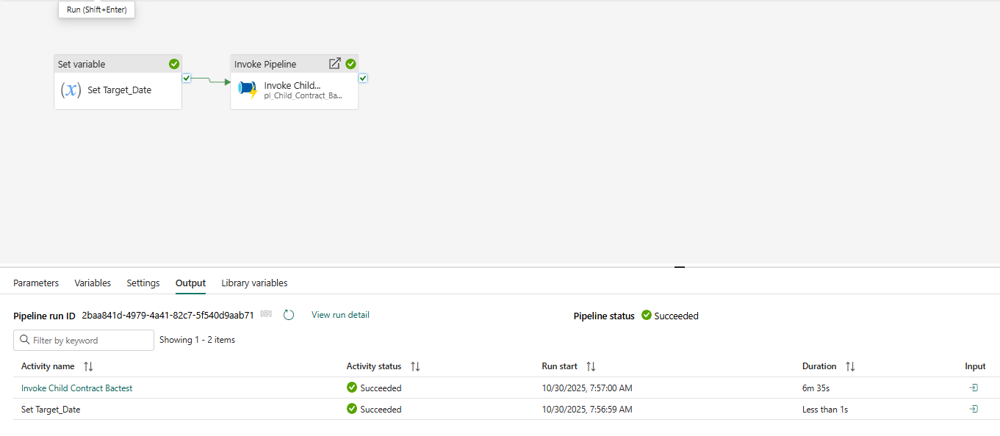 Run (Shift+Enter)
Set variable
Invoke Pipeline
(x) Set Target_Date
Invoke Child...
pl_Child_Contract_Ba...
Parameters Variables Settings Output Library variables
Pipeline run ID 2baa841d-4979-4a41-82c7-5f540d9aab71 View run detail Pipeline status Succeeded
Filter by keyword Showing 1 - 2 items
Activity name Activity status Run start Duration Input
Invoke Child Contract Bactest Succeeded 10/30/2025, 7:57:00 AM 6m 35s
Set Target_Date Succeeded 10/30/2025, 7:56:59 AM Less than 1s